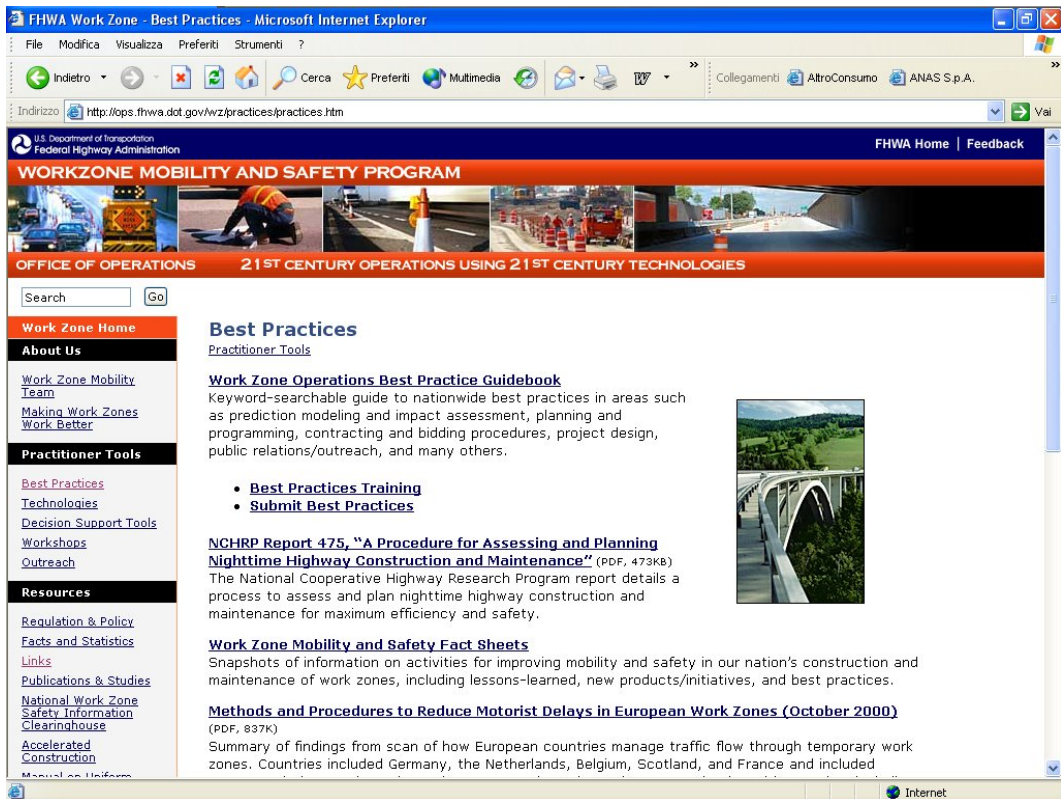 FHWA Work Zone - Best Practices - Microsoft Internet Explorer
File Modifica Visualizza Preferiti Strumenti ?
Indietro Cerca Preferiti Multimedia » Collegamenti AltroConsumo ANAS S.p.A. »
Indirizzo http://ops.fhwa.dot.gov/wz/practices/practices.htm Vai
U.S. Department of Transportation
Federal Highway Administration
FHWA Home | Feedback
WORKZONE MOBILITY AND SAFETY PROGRAM
OFFICE OF OPERATIONS 21ST CENTURY OPERATIONS USING 21ST CENTURY TECHNOLOGIES
Search Go
Work Zone Home
About Us
Work Zone Mobility
Team
Making Work Zones
Work Better
Practitioner Tools
Best Practices
Technologies
Decision Support Tools
Workshops
Outreach
Resources
Regulation & Policy
Facts and Statistics
Links
Publications & Studies
National Work Zone
Safety Information
Clearinghouse
Accelerated
Construction
Manual on Uniform
Best Practices
Practitioner Tools
Work Zone Operations Best Practice Guidebook
Keyword-searchable guide to nationwide best practices in areas such
as prediction modeling and impact assessment, planning and
programming, contracting and bidding procedures, project design,
public relations/outreach, and many others.
• Best Practices Training
• Submit Best Practices
NCHRP Report 475, “A Procedure for Assessing and Planning
Nighttime Highway Construction and Maintenance” (PDF, 473KB)
The National Cooperative Highway Research Program report details a
process to assess and plan nighttime highway construction and
maintenance for maximum efficiency and safety.
Work Zone Mobility and Safety Fact Sheets
Snapshots of information on activities for improving mobility and safety in our nation's construction and
maintenance of work zones, including lessons-learned, new products/initiatives, and best practices.
Methods and Procedures to Reduce Motorist Delays in European Work Zones (October 2000)
(PDF, 837K)
Summary of findings from scan of how European countries manage traffic flow through temporary work
zones. Countries included Germany, the Netherlands, Belgium, Scotland, and France and included
Internet